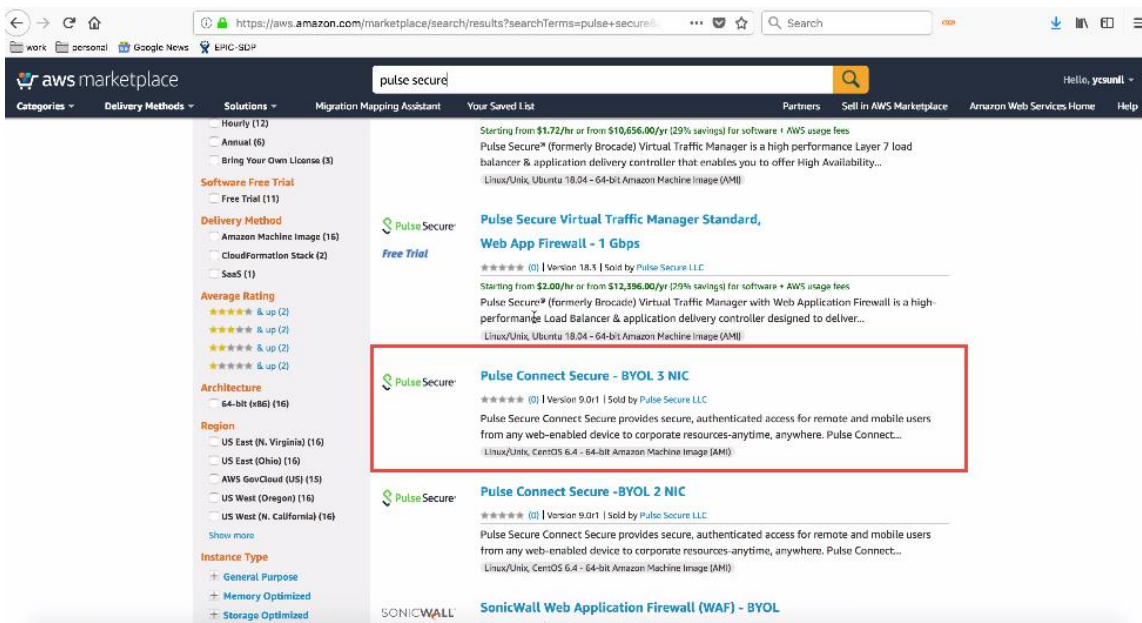 https://aws.amazon.com/marketplace/search/results?searchTerms=pulse+secure&
Search
work personal Google News EPIC-SDP
aws marketplace
pulse secure
Hello, ycsunil
Categories Delivery Methods Solutions Migration Mapping Assistant Your Saved List Partners Sell in AWS Marketplace Amazon Web Services Home Help
Hourly (12)
Annual (6)
Bring Your Own License (3)
Software Free Trial
Free Trial (11)
Delivery Method
Amazon Machine Image (16)
CloudFormation Stack (2)
SaaS (1)
Average Rating
& up (2)
& up (2)
& up (2)
& up (2)
Architecture
64-bit (x86) (16)
Region
US East (N. Virginia) (16)
US East (Ohio) (16)
AWS GovCloud (US) (15)
US West (Oregon) (16)
US West (N. California) (16)
Show more
Instance Type
General Purpose
Memory Optimized
Storage Optimized
Starting from $1.72/hr or from $10,656.00/yr (29% savings) for software + AWS usage fees
Pulse Secure® (formerly Brocade) Virtual Traffic Manager is a high performance Layer 7 load
balancer & application delivery controller that enables you to offer High Availability...
Linux/Unix, Ubuntu 18.04 - 64-bit Amazon Machine Image (AMI)
Pulse Secure
Free Trial
Pulse Secure Virtual Traffic Manager Standard,
Web App Firewall - 1 Gbps
(0) | Version 18.3 | Sold by Pulse Secure LLC
Starting from $2.00/hr or from $12,396.00/yr (29% savings) for software + AWS usage fees
Pulse Secure® (formerly Brocade) Virtual Traffic Manager with Web Application Firewall is a high-
performance Load Balancer & application delivery controller designed to deliver...
Linux/Unix, Ubuntu 18.04 - 64-bit Amazon Machine Image (AMI)
Pulse Secure
Pulse Connect Secure - BYOL 3 NIC
(0) | Version 9.0r1 | Sold by Pulse Secure LLC
Pulse Secure Connect Secure provides secure, authenticated access for remote and mobile users
from any web-enabled device to corporate resources-anytime, anywhere. Pulse Connect...
Linux/Unix, CentOS 6.4 - 64-bit Amazon Machine Image (AMI)
Pulse Secure
Pulse Connect Secure -BYOL 2 NIC
(0) | Version 9.0r1 | Sold by Pulse Secure LLC
Pulse Secure Connect Secure provides secure, authenticated access for remote and mobile users
from any web-enabled device to corporate resources-anytime, anywhere. Pulse Connect...
Linux/Unix, CentOS 6.4 - 64-bit Amazon Machine Image (AMI)
SONICWALL
SonicWall Web Application Firewall (WAF) - BYOL